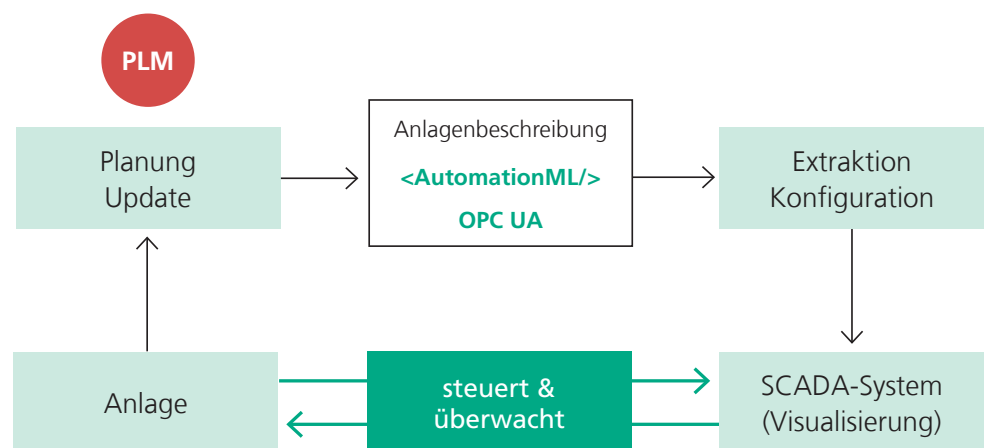 PLM
Planung
Update
Anlagenbeschreibung
<AutomationML/>
OPC UA
Extraktion
Konfiguration
Anlage
steuert &
überwacht
SCADA-System
(Visualisierung)